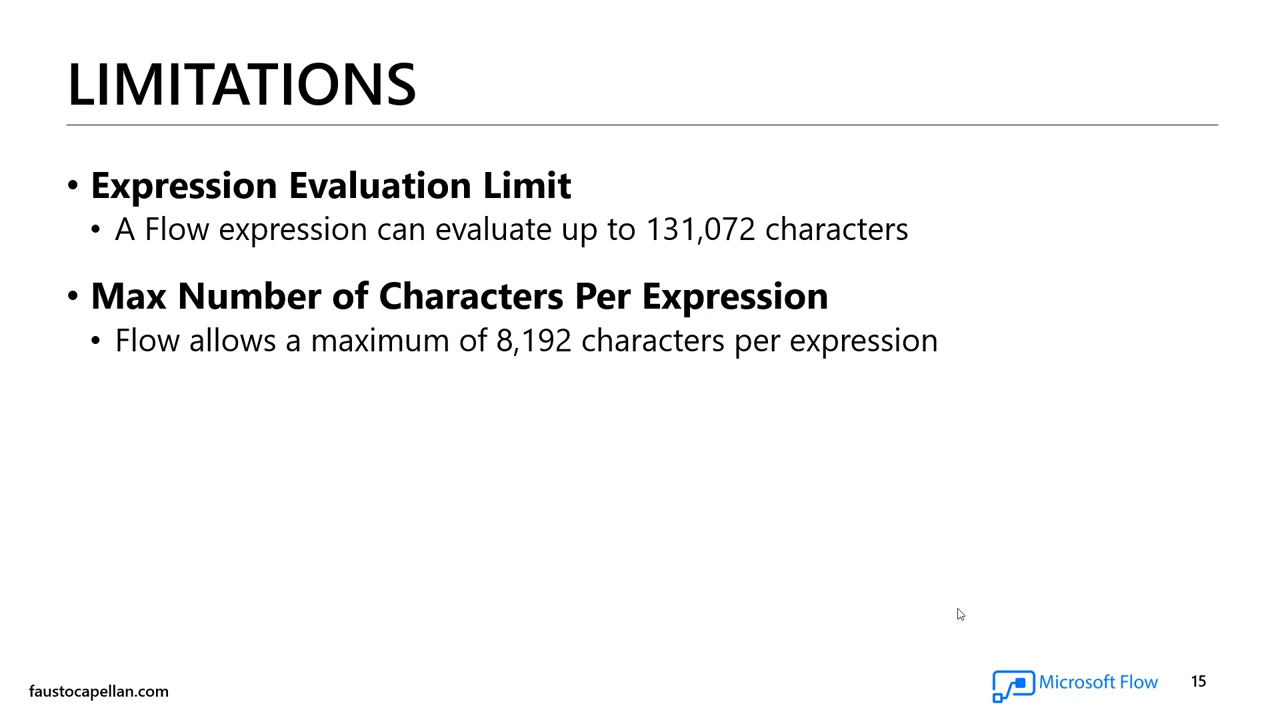 LIMITATIONS
• Expression Evaluation Limit
• A Flow expression can evaluate up to 131,072 characters
• Max Number of Characters Per Expression
• Flow allows a maximum of 8,192 characters per expression
faustocapellan.com
Microsoft Flow
15